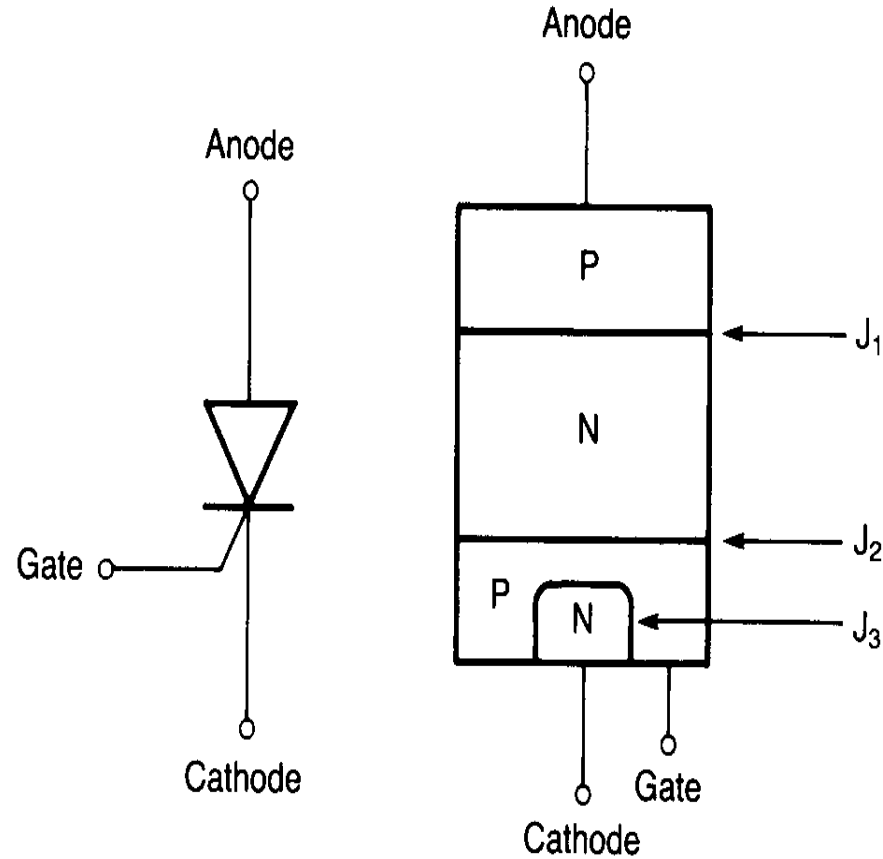 Anode
Gate
Cathode
Anode
P
J₁
N
J₂
P
N
J₃
Gate
Cathode